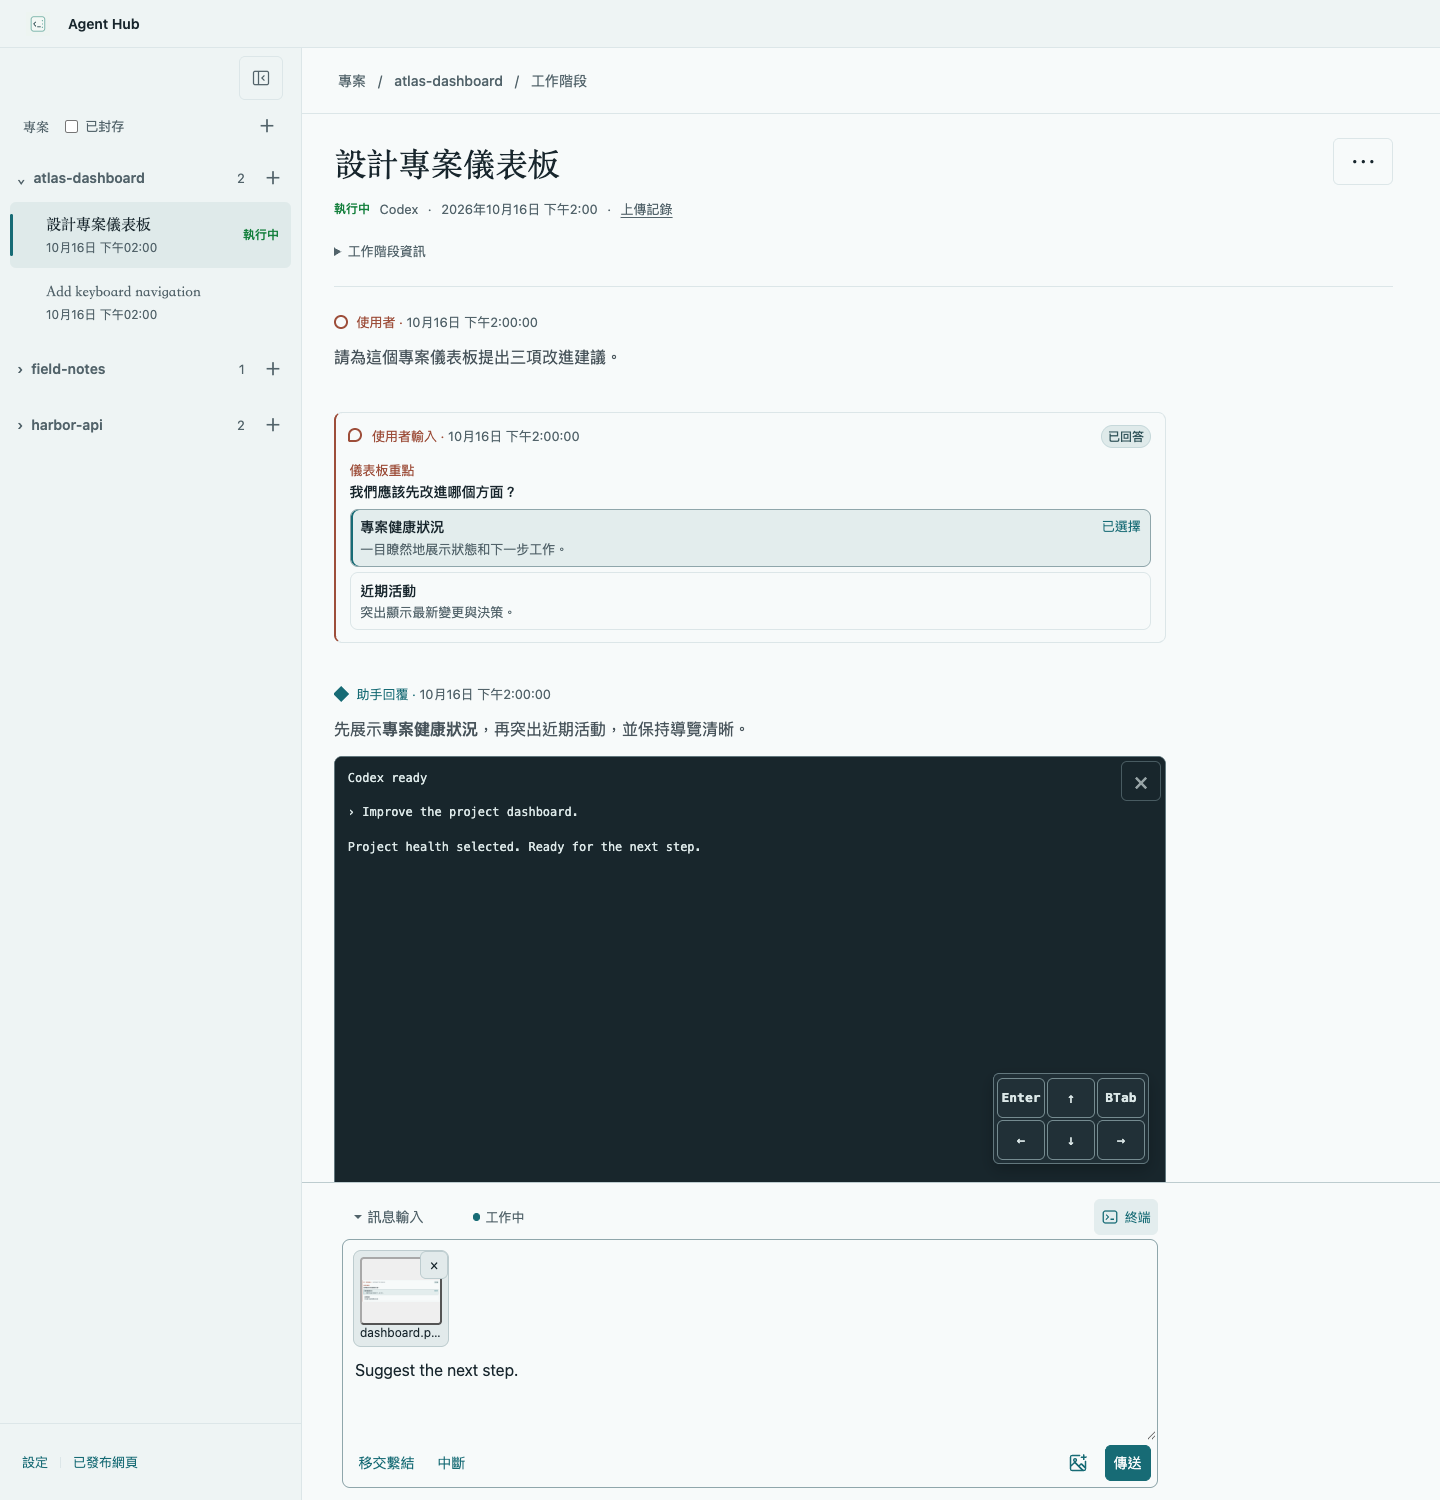 Agent Hub
專案 已封存
atlas-dashboard 2
設計專案儀表板
10月16日 下午02:00
執行中
Add keyboard navigation
10月16日 下午02:00
field-notes 1
harbor-api 2
設定 已發布網頁
專案 / atlas-dashboard / 工作階段
設計專案儀表板
執行中 Codex · 2026年10月16日 下午2:00 · 上傳記錄
工作階段資訊
使用者 · 10月16日 下午2:00:00
請為這個專案儀表板提出三項改進建議。
使用者輸入 · 10月16日 下午2:00:00 已回答
儀表板重點
我們應該先改進哪個方面？
專案健康狀況 已選擇
一目瞭然地展示狀態和下一步工作。
近期活動
突出顯示最新變更與決策。
助手回覆 · 10月16日 下午2:00:00
先展示專案健康狀況，再突出近期活動，並保持導覽清晰。
Codex ready
› Improve the project dashboard.
Project health selected. Ready for the next step.
Enter ↑ BTab
← ↓ →
訊息輸入 工作中 終端
dashboard.p...
Suggest the next step.
移交繫結 中斷 傳送